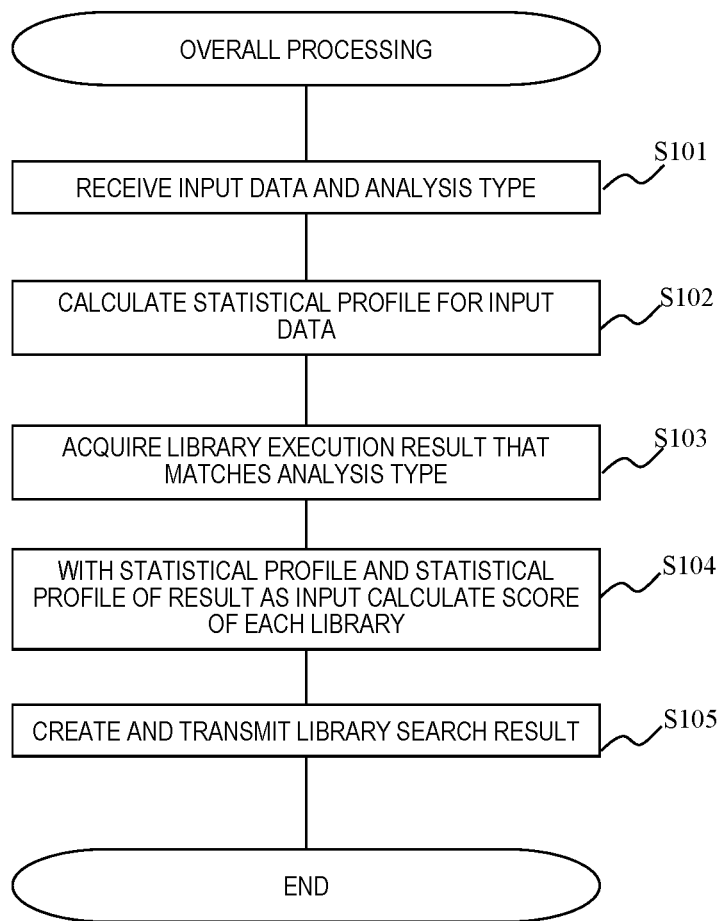 OVERALL PROCESSING
S101
RECEIVE INPUT DATA AND ANALYSIS TYPE
S102
CALCULATE STATISTICAL PROFILE FOR INPUT
DATA
S103
ACQUIRE LIBRARY EXECUTION RESULT THAT
MATCHES ANALYSIS TYPE
S104
WITH STATISTICAL PROFILE AND STATISTICAL
PROFILE OF RESULT AS INPUT CALCULATE SCORE
OF EACH LIBRARY
S105
CREATE AND TRANSMIT LIBRARY SEARCH RESULT
END